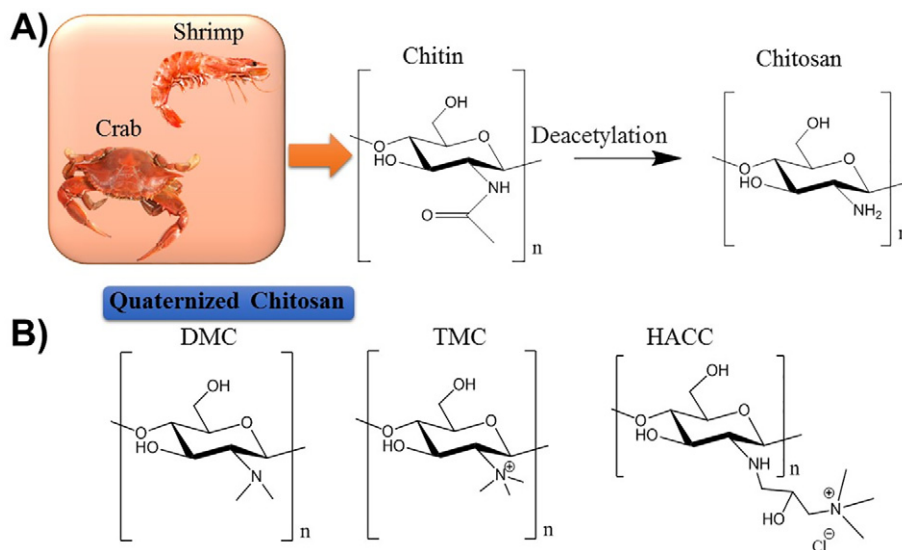 A)
Shrimp
Crab
Chitin
OH
O
O
HO
NH
O
n
Deacetylation
Chitosan
OH
O
O
HO
NH₂
n
Quaternized Chitosan
B)
DMC
OH
O
O
HO
N
n
TMC
OH
O
O
HO
N⊕
n
HACC
OH
O
O
HO
NH
n
HO
N⊕
Cl⊖